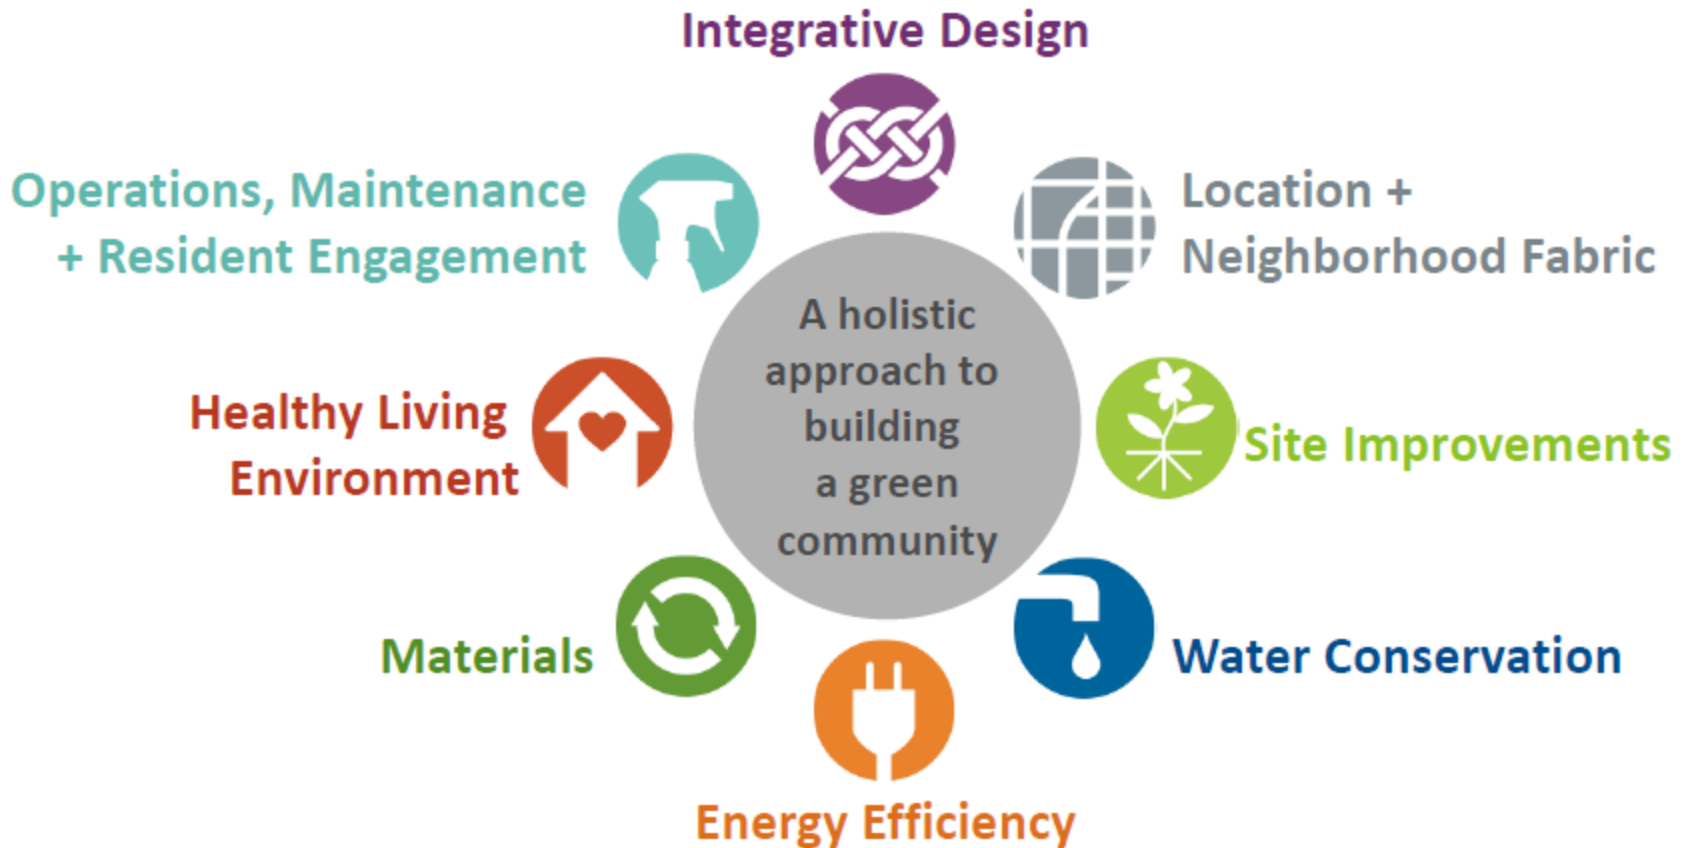 Integrative Design
Operations, Maintenance
+ Resident Engagement
Location +
Neighborhood Fabric
A holistic
approach to
building
a green
community
Healthy Living
Environment
Site Improvements
Materials
Water Conservation
Energy Efficiency